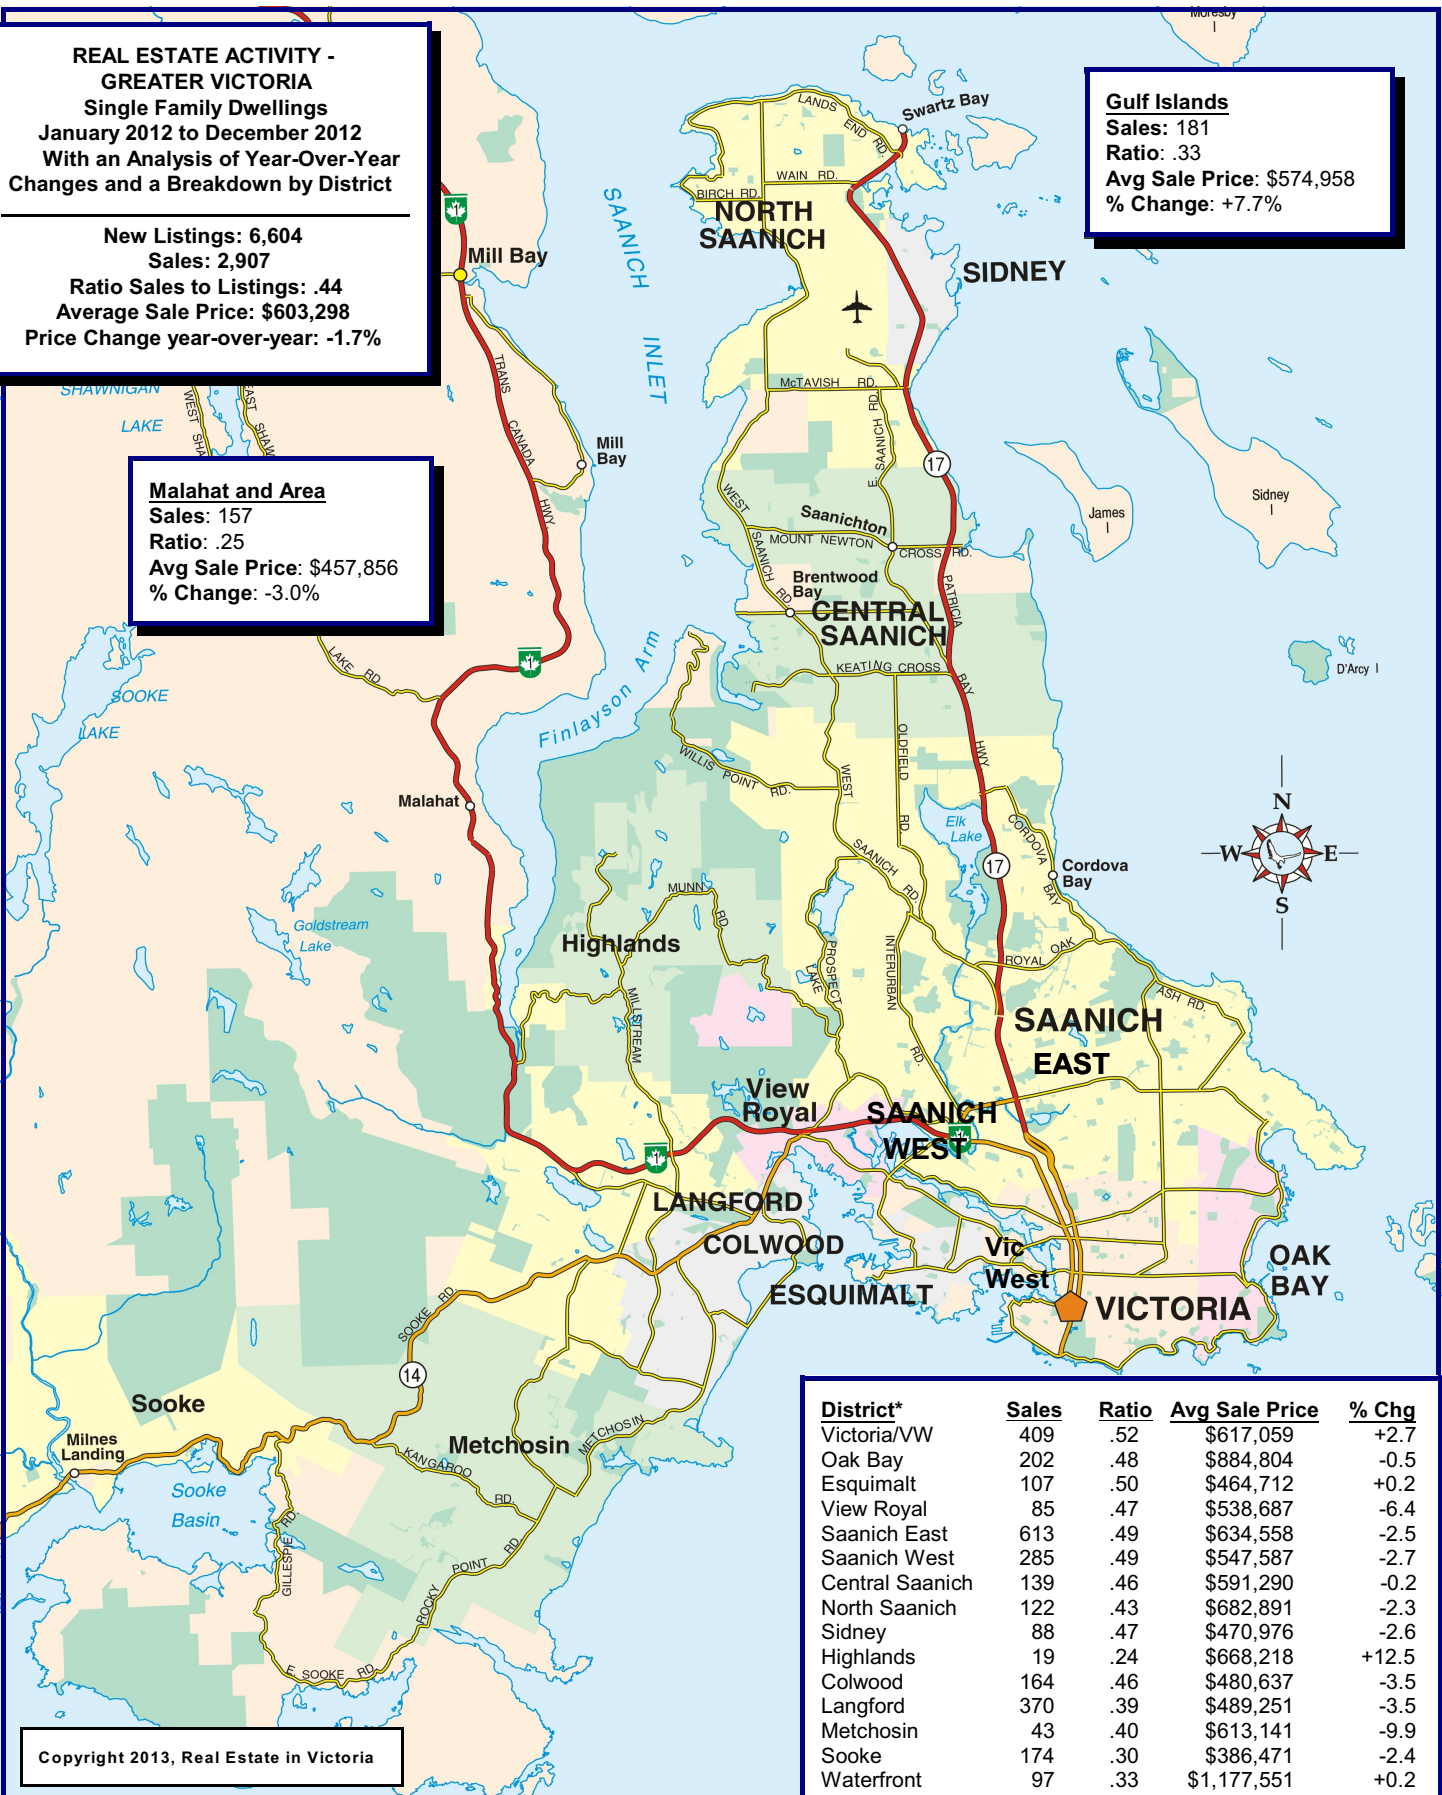 REAL ESTATE ACTIVITY -
GREATER VICTORIA
Single Family Dwellings
January 2012 to December 2012
With an Analysis of Year-Over-Year
Changes and a Breakdown by District
New Listings: 6,604
Sales: 2,907
Ratio Sales to Listings: .44
Average Sale Price: $603,298
Price Change year-over-year: -1.7%
Moresby
I
Gulf Islands
Sales: 181
Ratio: .33
Avg Sale Price: $574,958
% Change: +7.7%
Swartz Bay
LANDS
END RD.
WAIN RD.
BIRCH RD.
NORTH
SAANICH
SIDNEY
SAANICH
INLET
1
Mill Bay
TRANS
CANADA
HWY.
Mill
Bay
SHAWNIGAN
LAKE
WEST SHA
EAST SHAW
McTAVISH RD.
E. SAANICH RD.
17
WEST
SAANICH
RD.
Saanichton
MOUNT NEWTON
CROSS RD.
James
I
Sidney
I
Malahat and Area
Sales: 157
Ratio: .25
Avg Sale Price: $457,856
% Change: -3.0%
Brentwood
Bay
CENTRAL
SAANICH
PATRICIA
BAY
HWY.
KEATING CROSS
D'Arcy I
LAKE RD.
1
SOOKE
LAKE
Finlayson Arm
WILLIS POINT RD.
OLDFIELD
RD.
WEST
SAANICH
RD.
Malahat
Elk
Lake
17
CORDOVA
BAY
Cordova
Bay
N
W
E
S
Goldstream
Lake
MUNN
RD.
Highlands
PROSPECT
LAKE
INTERURBAN
RD.
ROYAL OAK
ASH RD.
MILLSTREAM
SAANICH
EAST
View
Royal
SAANICH
WEST
1
1
LANGFORD
COLWOOD
ESQUIMALT
Vic
West
VICTORIA
OAK
BAY
SOOKE RD.
14
Sooke
Milnes
Landing
Sooke
Basin
Metchosin
METCHOSIN
KANGAROO
RD.
GILLESPIE RD.
ROCKY POINT RD.
E. SOOKE RD.
District* Sales Ratio Avg Sale Price % Chg
Victoria/VW 409 .52 $617,059 +2.7
Oak Bay 202 .48 $884,804 -0.5
Esquimalt 107 .50 $464,712 +0.2
View Royal 85 .47 $538,687 -6.4
Saanich East 613 .49 $634,558 -2.5
Saanich West 285 .49 $547,587 -2.7
Central Saanich 139 .46 $591,290 -0.2
North Saanich 122 .43 $682,891 -2.3
Sidney 88 .47 $470,976 -2.6
Highlands 19 .24 $668,218 +12.5
Colwood 164 .46 $480,637 -3.5
Langford 370 .39 $489,251 -3.5
Metchosin 43 .40 $613,141 -9.9
Sooke 174 .30 $386,471 -2.4
Waterfront 97 .33 $1,177,551 +0.2
Copyright 2013, Real Estate in Victoria